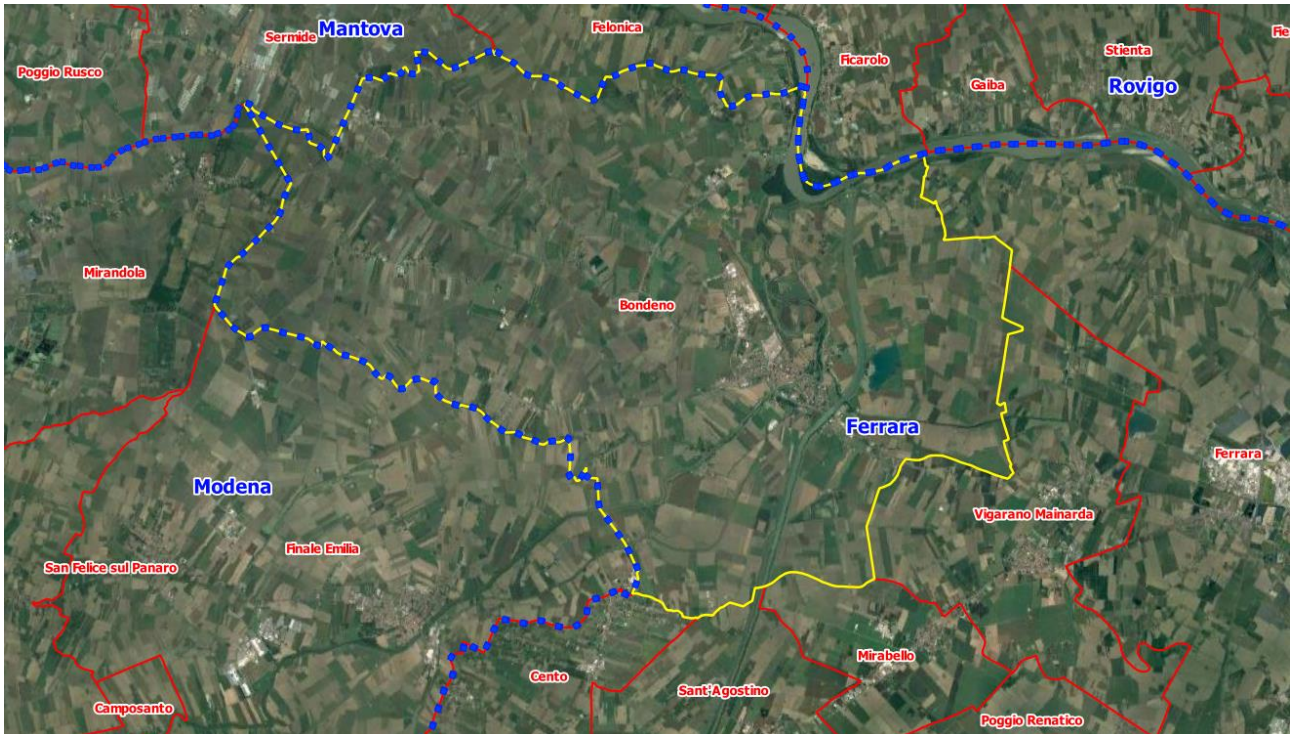 Sermide
Mantova
Felonica
Poggio Rusco
Ficarolo
Stienta
Fie
Gaiba
Rovigo
Mirandola
Bondeno
Ferrara
Ferrara
Modena
Vigarano Mainarda
Finale Emilia
San Felice sul Panaro
Mirabello
Cento
Sant'Agostino
Camposanto
Poggio Renatico